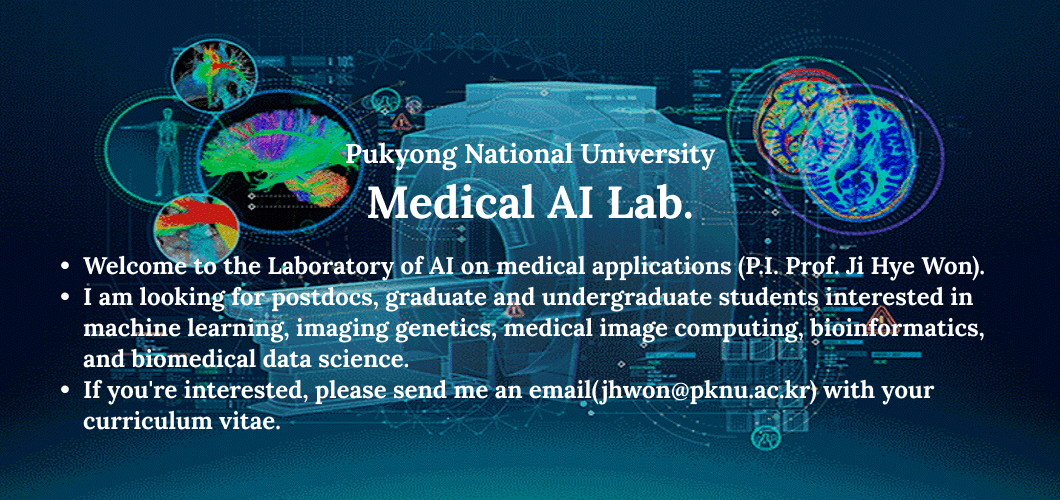 Pukyong National University
Medical AI Lab.
• Welcome to the Laboratory of AI on medical applications (P.I. Prof. Ji Hye Won).
• I am looking for postdocs, graduate and undergraduate students interested in
machine learning, imaging genetics, medical image computing, bioinformatics,
and biomedical data science.
• If you're interested, please send me an email(jhwon@pknu.ac.kr) with your
curriculum vitae.